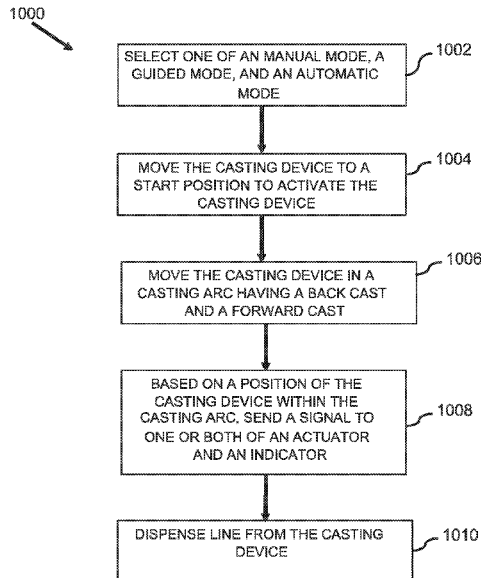 1000
SELECT ONE OF AN MANUAL MODE, A
GUIDED MODE, AND AN AUTOMATIC
MODE
1002
MOVE THE CASTING DEVICE TO A
START POSITION TO ACTIVATE THE
CASTING DEVICE
1004
MOVE THE CASTING DEVICE IN A
CASTING ARC HAVING A BACK CAST
AND A FORWARD CAST
1006
BASED ON A POSITION OF THE
CASTING DEVICE WITHIN THE
CASTING ARC, SEND A SIGNAL TO
ONE OR BOTH OF AN ACTUATOR
AND AN INDICATOR
1008
DISPENSE LINE FROM THE CASTING
DEVICE
1010